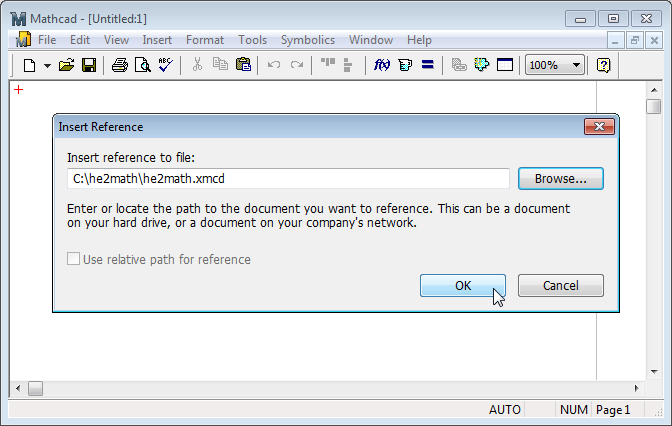 Mathcad - [Untitled:1]
File Edit View Insert Format Tools Symbolics Window Help
ABC f(x) 100%
Insert Reference
Insert reference to file:
C:\he2math\he2math.xmcd
Browse...
Enter or locate the path to the document you want to reference. This can be a document
on your hard drive, or a document on your company's network.
Use relative path for reference
OK Cancel
AUTO NUM Page 1